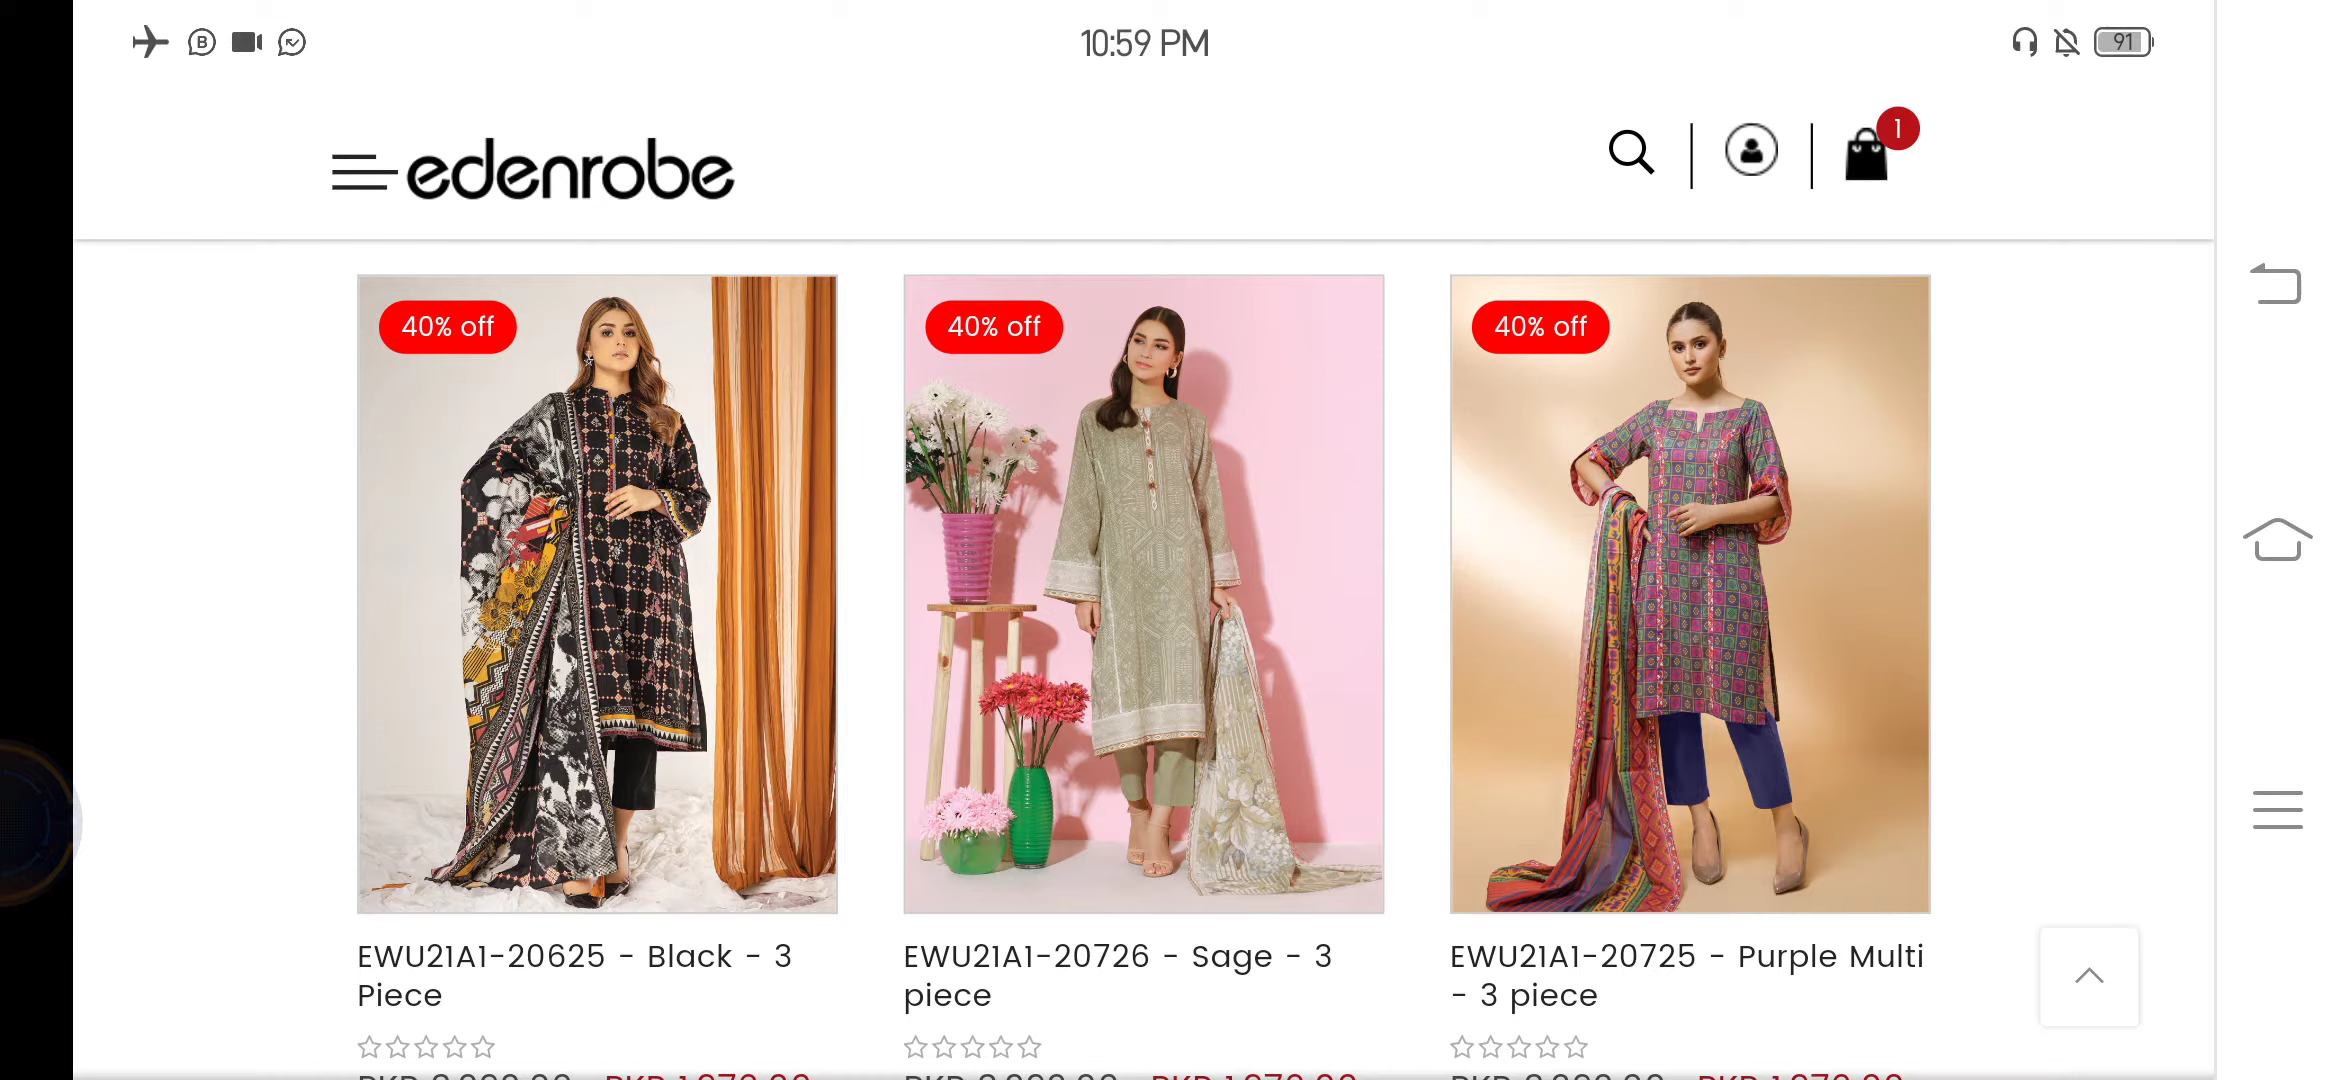 10:59 PM
91
edenrobe
1
40% off
40% off
40% off
EWU21A1-20625 - Black - 3
Piece
EWU21A1-20726 - Sage - 3
piece
EWU21A1-20725 - Purple Multi
- 3 piece